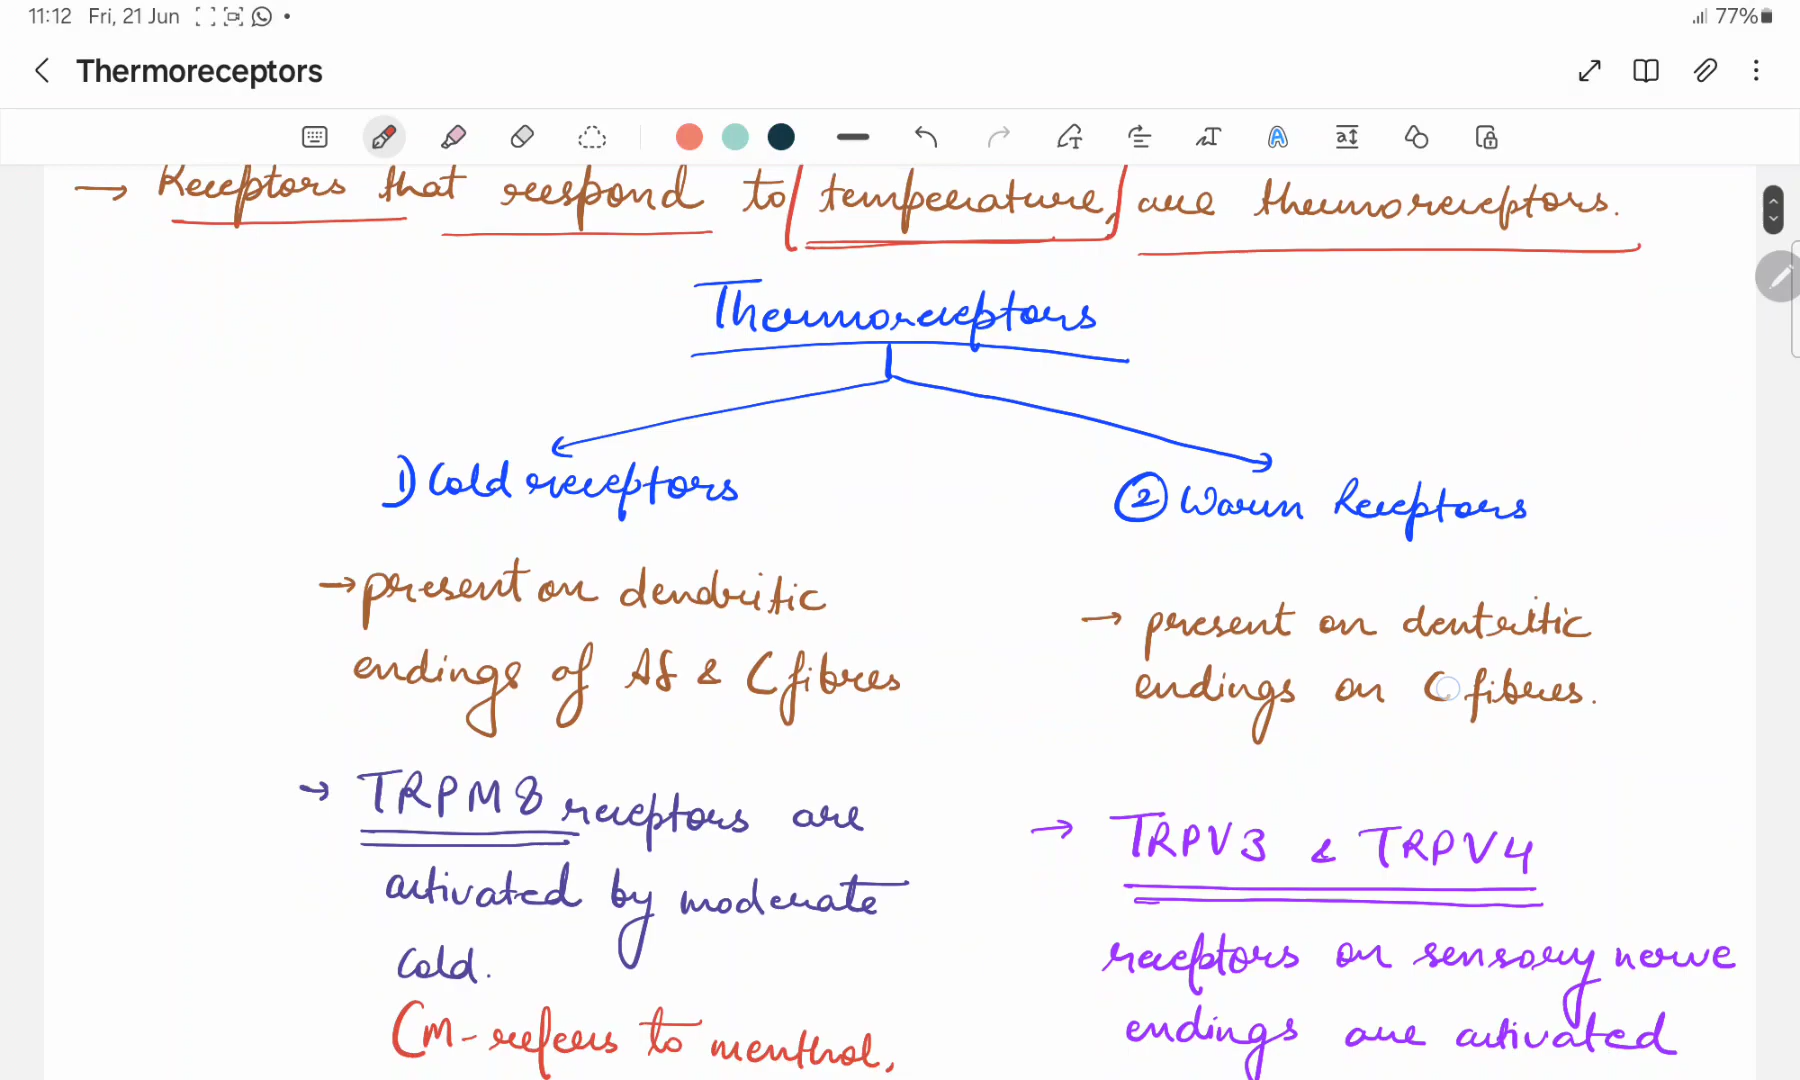 11:12 Fri, 21 Jun 77%
Thermoreceptors
→ Receptors that respond to temperature, are thermoreceptors.
Thermoreceptors
1) Cold receptors
② Warm Receptors
→ present on dendritic
endings of Aδ & C fibres
→ present on dentritic
endings on C fibres.
→ TRPM8 receptors are
activated by moderate
cold.
(M- refers to menthol,
→ TRPV3 & TRPV4
receptors on sensory nerve
endings are activated